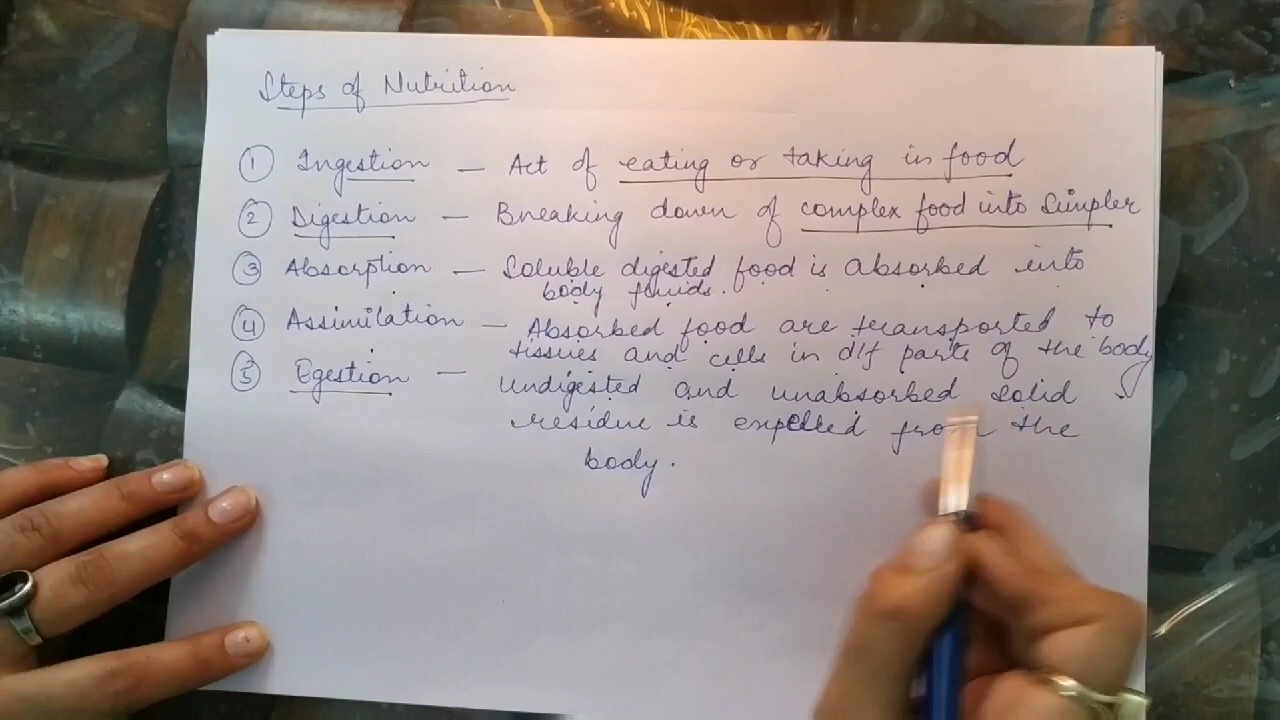 Steps of Nutrition
① Ingestion — Act of eating or taking in food
② Digestion — Breaking down of complex food into simpler
③ Absorption — Soluble digested food is absorbed into
body fluids.
④ Assimilation — Absorbed food are transported to
tissues and cells in d/f parts of the body
⑤ Egestion — Undigested and unabsorbed solid
residue is expelled from the
body.